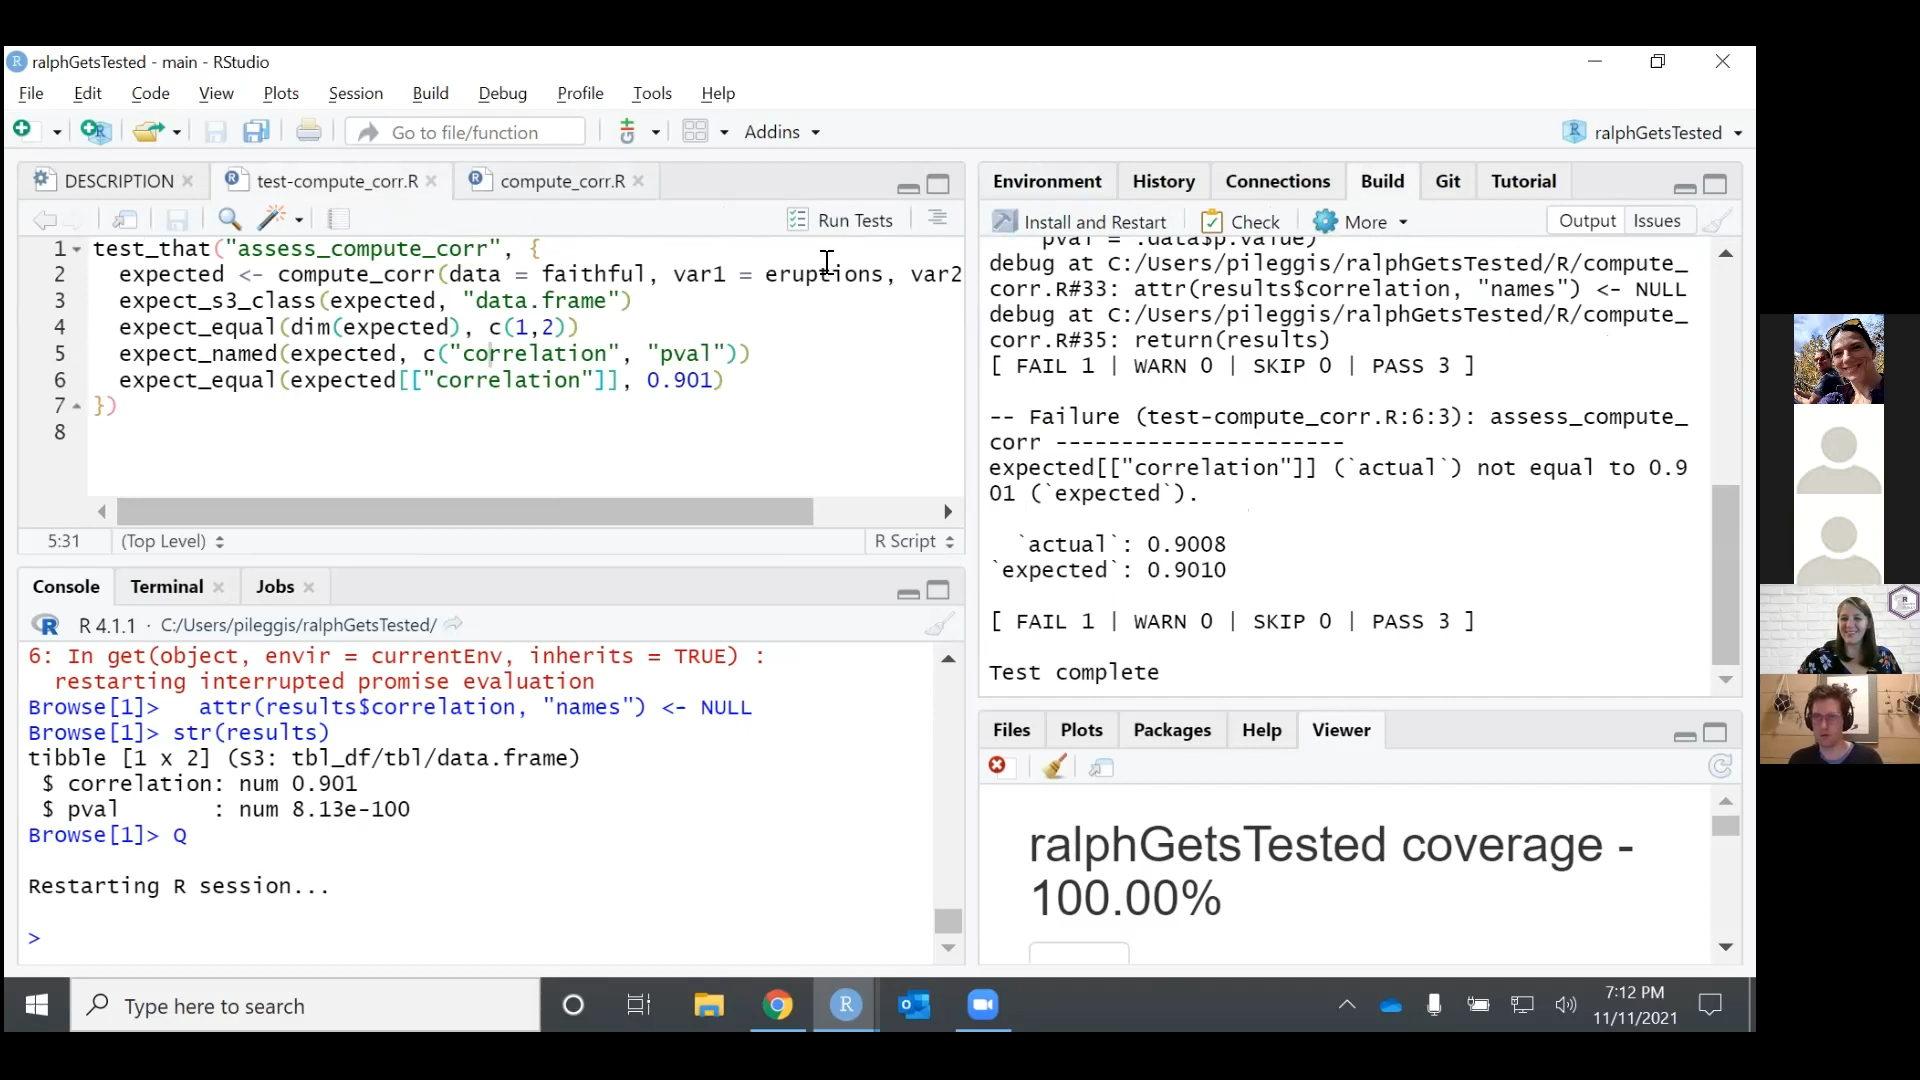 ralphGetsTested - main - RStudio
File Edit Code View Plots Session Build Debug Profile Tools Help
Go to file/function Addins ralphGetsTested
DESCRIPTION test-compute_corr.R compute_corr.R
Run Tests
1 test_that("assess_compute_corr", {
2 expected <- compute_corr(data = faithful, var1 = eruptions, var2
3 expect_s3_class(expected, "data.frame")
4 expect_equal(dim(expected), c(1,2))
5 expect_named(expected, c("correlation", "pval"))
6 expect_equal(expected[["correlation"]], 0.901)
7 })
8
5:31 (Top Level) R Script
Console Terminal Jobs
R 4.1.1 · C:/Users/pileggis/ralphGetsTested/
6: In get(object, envir = currentEnv, inherits = TRUE) :
restarting interrupted promise evaluation
Browse[1]> attr(results$correlation, "names") <- NULL
Browse[1]> str(results)
tibble [1 x 2] (S3: tbl_df/tbl/data.frame)
$ correlation: num 0.901
$ pval : num 8.13e-100
Browse[1]> Q
Restarting R session...
>
Environment History Connections Build Git Tutorial
Install and Restart Check More Output Issues
pval = .data$p.value)
debug at C:/Users/pileggis/ralphGetsTested/R/compute_
corr.R#33: attr(results$correlation, "names") <- NULL
debug at C:/Users/pileggis/ralphGetsTested/R/compute_
corr.R#35: return(results)
[ FAIL 1 | WARN 0 | SKIP 0 | PASS 3 ]
-- Failure (test-compute_corr.R:6:3): assess_compute_
corr ----------------------
expected[["correlation"]] (`actual`) not equal to 0.9
01 (`expected`).
`actual`: 0.9008
`expected`: 0.9010
[ FAIL 1 | WARN 0 | SKIP 0 | PASS 3 ]
Test complete
Files Plots Packages Help Viewer
ralphGetsTested coverage -
100.00%
Type here to search
7:12 PM
11/11/2021